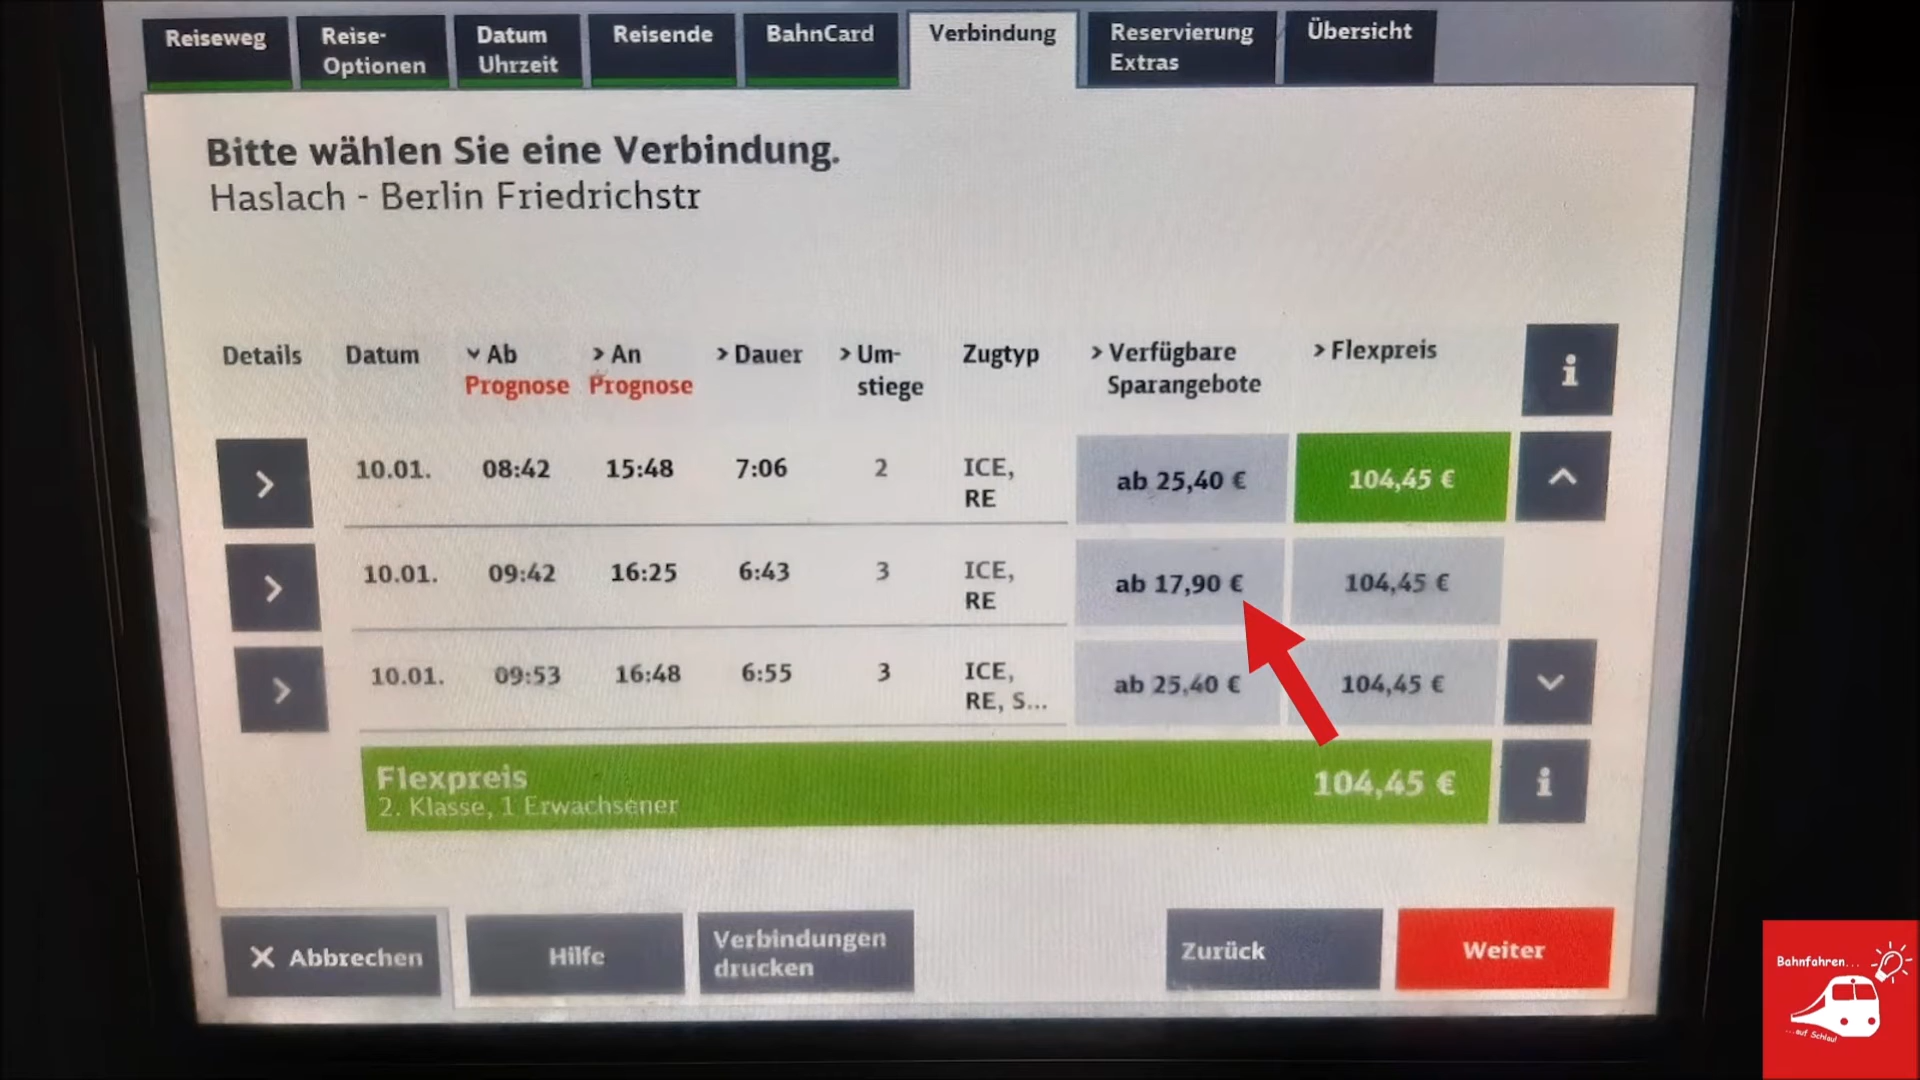 Reiseweg
Reise-
Optionen
Datum
Uhrzeit
Reisende
BahnCard
Verbindung
Reservierung
Extras
Übersicht
Bitte wählen Sie eine Verbindung.
Haslach - Berlin Friedrichstr
Details Datum Ab An Dauer Um- Zugtyp Verfügbare Flexpreis i
Prognose Prognose stiege Sparangebote
10.01. 08:42 15:48 7:06 2 ICE, ab 25,40 € 104,45 €
RE
10.01. 09:42 16:25 6:43 3 ICE, ab 17,90 € 104,45 €
RE
10.01. 09:53 16:48 6:55 3 ICE, ab 25,40 € 104,45 €
RE, S...
Flexpreis 104,45 € i
2. Klasse, 1 Erwachsener
Abbrechen
Hilfe
Verbindungen
drucken
Zurück
Weiter
Bahnfahren...
...auf Schlau!